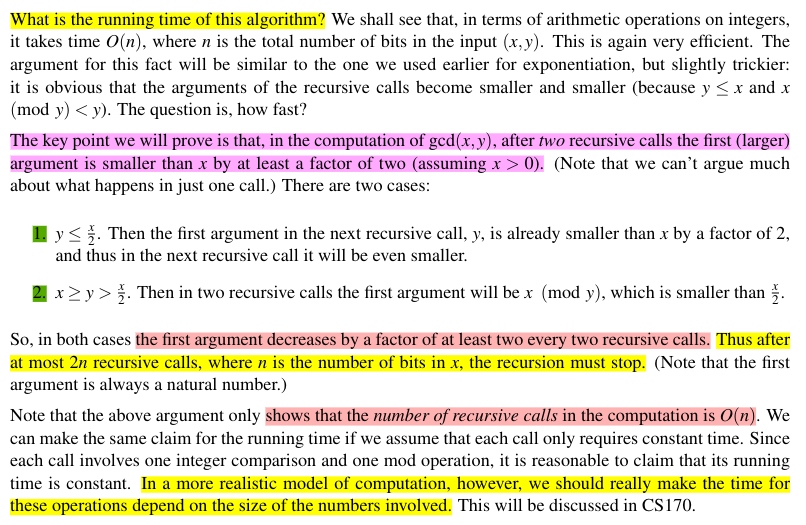 What is the running time of this algorithm? We shall see that, in terms of arithmetic operations on integers,
it takes time O(n), where n is the total number of bits in the input (x,y). This is again very efficient. The
argument for this fact will be similar to the one we used earlier for exponentiation, but slightly trickier:
it is obvious that the arguments of the recursive calls become smaller and smaller (because y ≤ x and x
(mod y) < y). The question is, how fast?
The key point we will prove is that, in the computation of gcd(x,y), after two recursive calls the first (larger)
argument is smaller than x by at least a factor of two (assuming x > 0). (Note that we can't argue much
about what happens in just one call.) There are two cases:
1. y ≤ x/2. Then the first argument in the next recursive call, y, is already smaller than x by a factor of 2,
and thus in the next recursive call it will be even smaller.
2. x ≥ y > x/2. Then in two recursive calls the first argument will be x (mod y), which is smaller than x/2.
So, in both cases the first argument decreases by a factor of at least two every two recursive calls. Thus after
at most 2n recursive calls, where n is the number of bits in x, the recursion must stop. (Note that the first
argument is always a natural number.)
Note that the above argument only shows that the number of recursive calls in the computation is O(n). We
can make the same claim for the running time if we assume that each call only requires constant time. Since
each call involves one integer comparison and one mod operation, it is reasonable to claim that its running
time is constant. In a more realistic model of computation, however, we should really make the time for
these operations depend on the size of the numbers involved. This will be discussed in CS170.